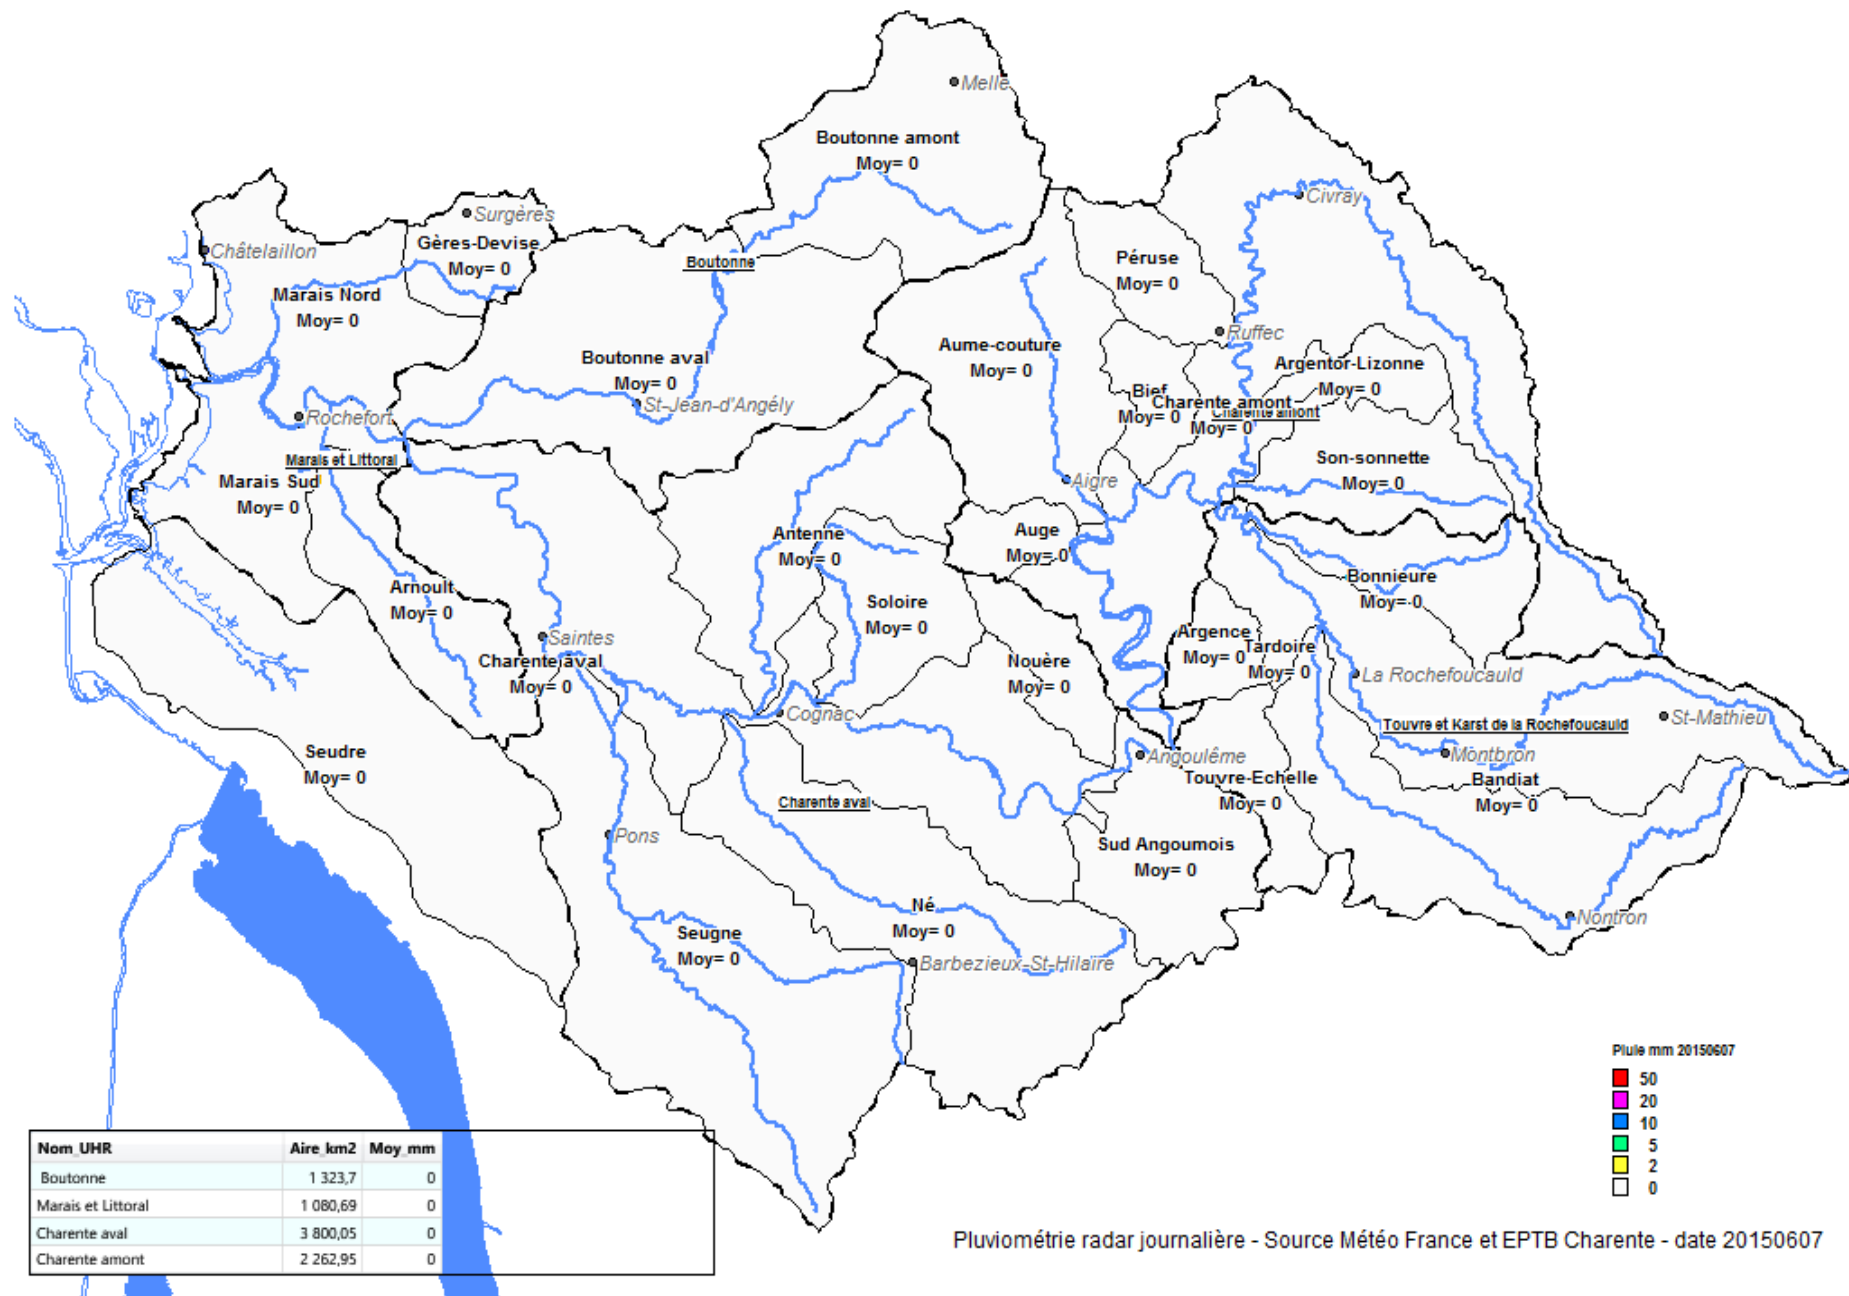 Melle
Boutonne amont
Moy= 0
Civray
Surgères
Gères-Devise
Moy= 0
Châtelaillon
Boutonne
Péruse
Moy= 0
Marais Nord
Moy= 0
Ruffec
Aume-couture
Moy= 0
Boutonne aval
Moy= 0
Argentor-Lizonne
Moy= 0
Bief
Moy= 0
Charente amont
Moy= 0
Charente amont
St-Jean-d'Angély
Rochefort
Marais et Littoral
Marais Sud
Moy= 0
Son-sonnette
Moy= 0
Aigre
Antenne
Moy= 0
Auge
Moy= 0
Arnoult
Moy= 0
Bonnieure
Moy= 0
Soloire
Moy= 0
Saintes
Argence
Moy= 0
Tardoire
Moy= 0
Charente aval
Moy= 0
Nouère
Moy= 0
La Rochefoucauld
Cognac
St-Mathieu
Touvre et Karst de la Rochefoucauld
Seudre
Moy= 0
Angoulême
Montbron
Touvre-Echelle
Moy= 0
Bandiat
Moy= 0
Charente aval
Pons
Sud Angoumois
Moy= 0
Né
Moy= 0
Nontron
Seugne
Moy= 0
Barbezieux-St-Hilaire
Pluie mm 20150607
50
20
10
5
2
0
Nom_UHR Aire_km2 Moy_mm
Boutonne 1 323,7 0
Marais et Littoral 1 080,69 0
Charente aval 3 800,05 0
Charente amont 2 262,95 0
Pluviométrie radar journalière - Source Météo France et EPTB Charente - date 20150607